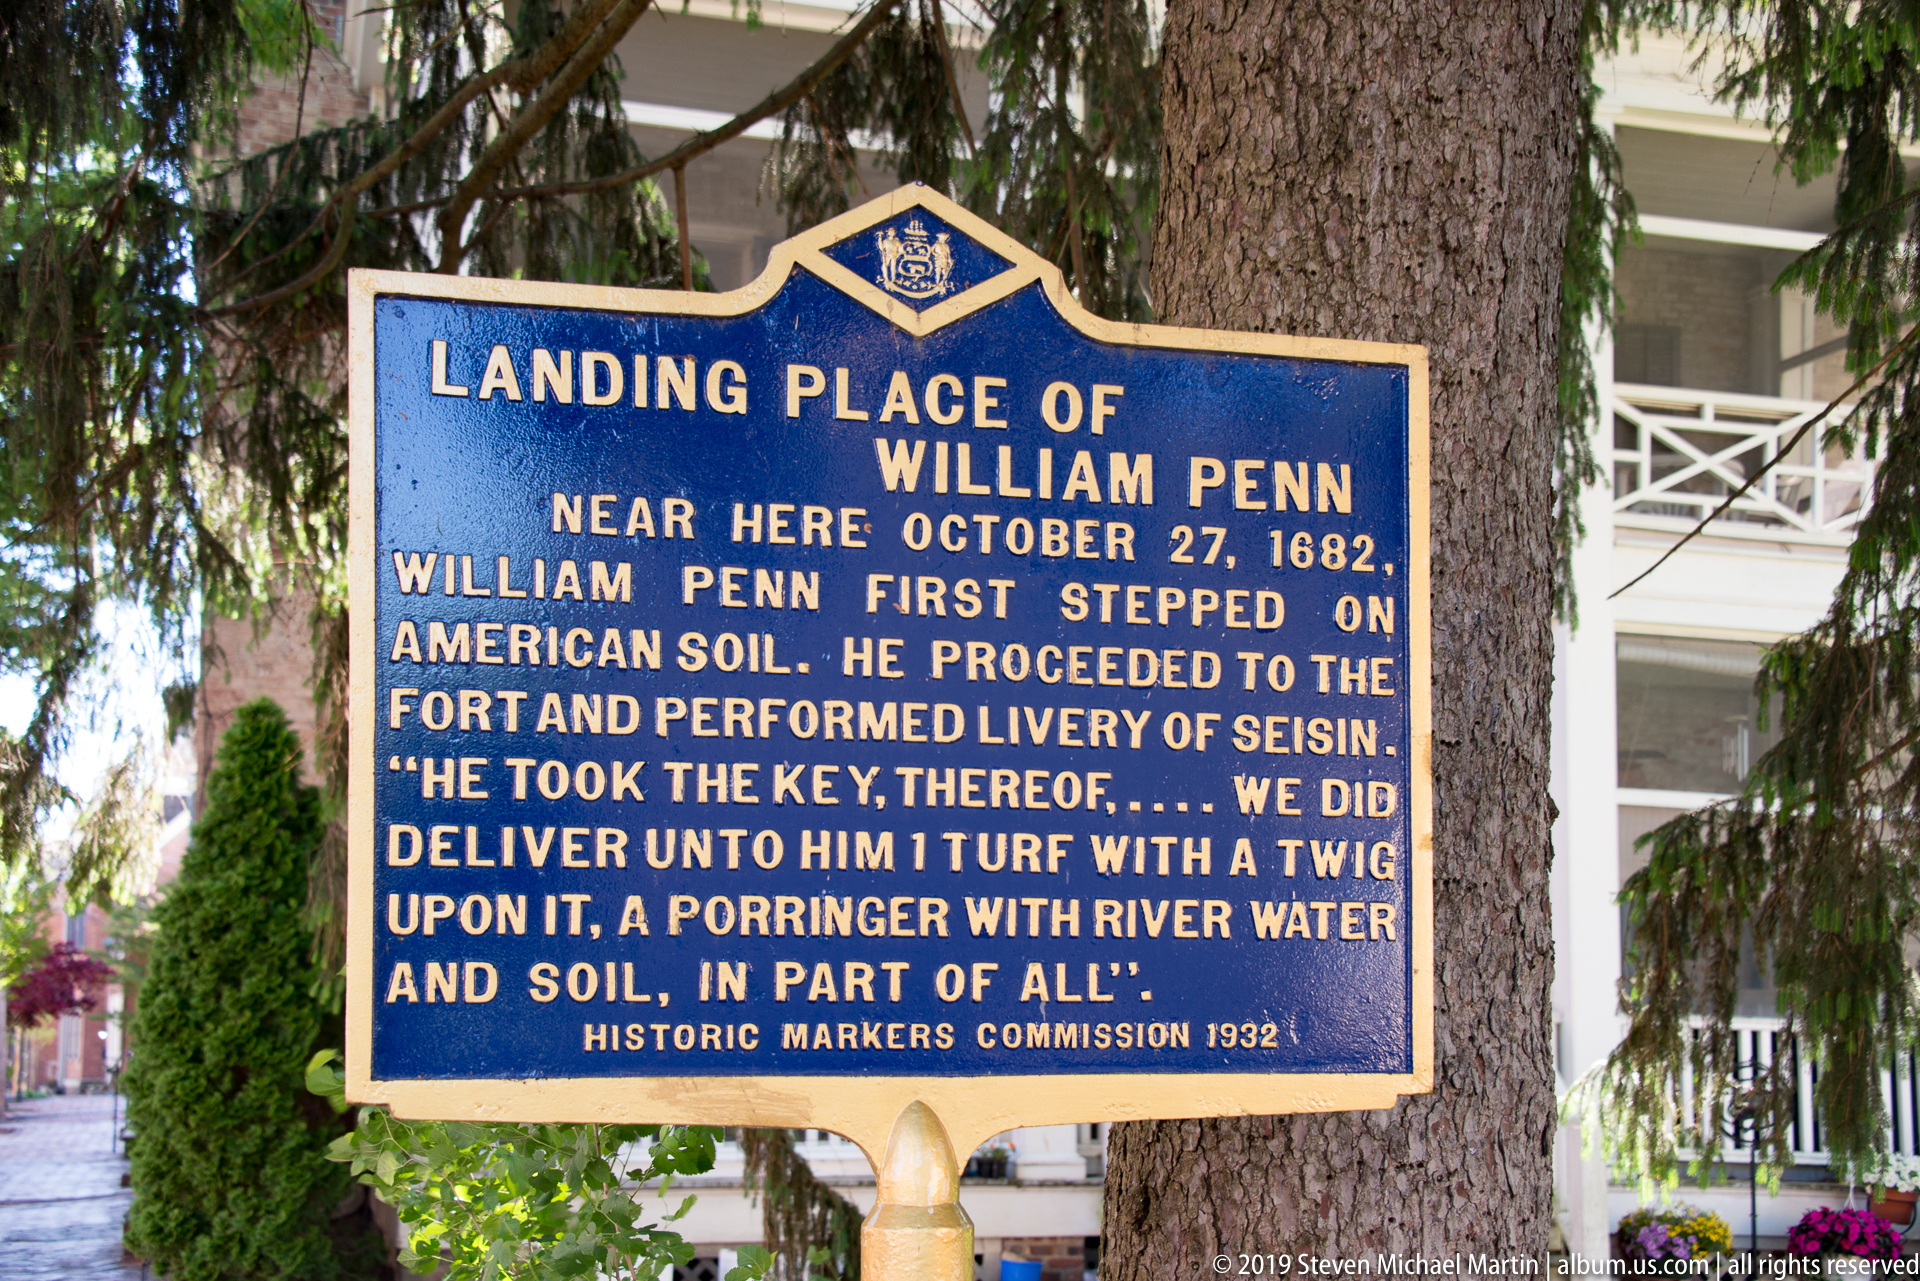 LANDING PLACE OF
WILLIAM PENN
NEAR HERE OCTOBER 27, 1682,
WILLIAM PENN FIRST STEPPED ON
AMERICAN SOIL. HE PROCEEDED TO THE
FORT AND PERFORMED LIVERY OF SEISIN.
“HE TOOK THE KEY, THEREOF,.... WE DID
DELIVER UNTO HIM 1 TURF WITH A TWIG
UPON IT, A PORRINGER WITH RIVER WATER
AND SOIL, IN PART OF ALL”.
HISTORIC MARKERS COMMISSION 1932
© 2019 Steven Michael Martin | album.us.com | all rights reserved